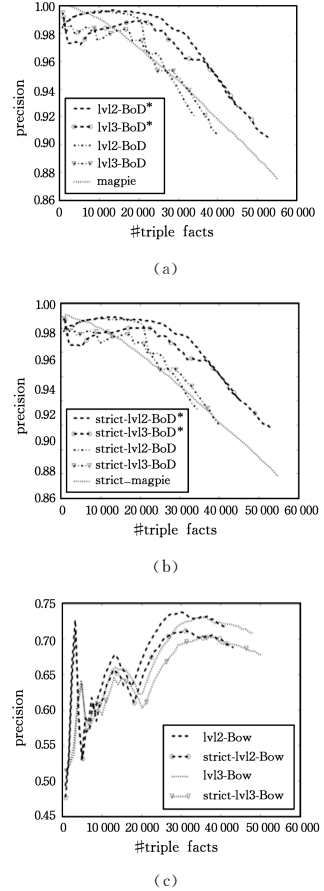 1.00
0.98
0.96
0.94
0.92
0.90
0.88
0.86
precision
lvl2-BoD*
lvl3-BoD*
lvl2-BoD
lvl3-BoD
magpie
0 10 000 20 000 30 000 40 000 50 000 60 000
#triple facts
(a)
1.00
0.98
0.96
0.94
0.92
0.90
0.88
0.86
precision
strict-lvl2-BoD*
strict-lvl3-BoD*
strict-lvl2-BoD
strict-lvl3-BoD
strict_magpie
0 10 000 20 000 30 000 40 000 50 000 60 000
#triple facts
(b)
0.75
0.70
0.65
0.60
0.55
0.50
0.45
precision
lvl2-Bow
strict-lvl2-Bow
lvl3-Bow
strict-lvl3-Bow
0 10 000 20 000 30 000 40 000 50 000 60 000
#triple facts
(c)